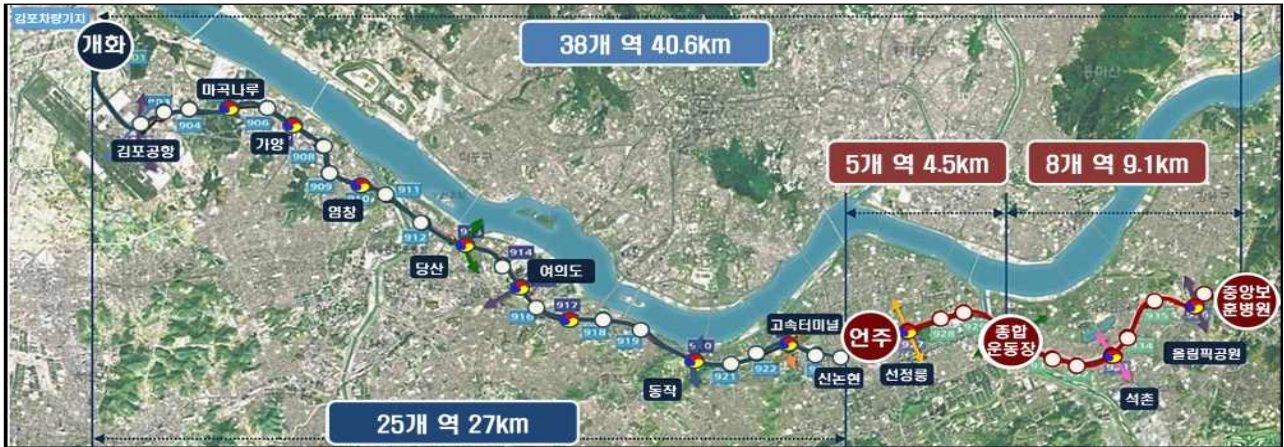 김포차량기지
개화
38개 역 40.6km
마곡나루
904
906
김포공항
가양
908
909
911
염창
912
당산
914
여의도
916
917
918
919
5개 역 4.5km
8개 역 9.1km
고속터미널
921
922
동작
신논현
언주
선정릉
928
종합
운동장
석촌
935
중앙보
훈병원
올림픽공원
25개 역 27km